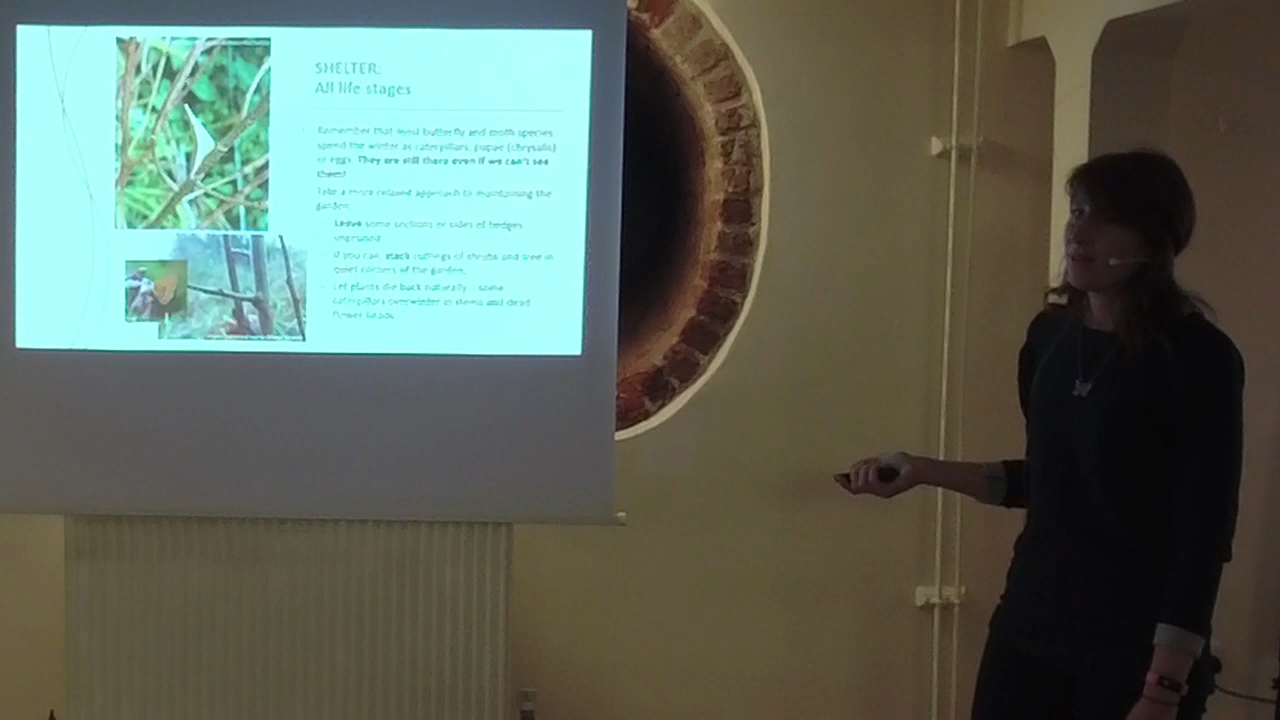 SHELTER:
All life stages
Remember that most butterfly and moth species
spend the winter as caterpillars, pupae (chrysalis)
or eggs. They are still there even if we can't see
them!
Take a more relaxed approach to maintaining the
garden:
Leave some sections or sides of hedges
If you can, stack cuttings of shrubs and tree in
quiet corners of the garden.
Let plants die back naturally - some
caterpillars overwinter in stems and dead
flower heads.